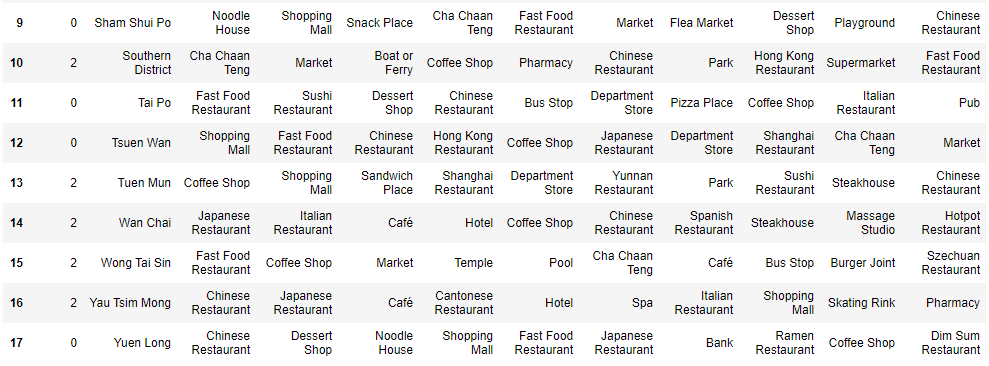 9 0 Sham Shui Po Noodle House Shopping Mall Snack Place Cha Chaan Teng Fast Food Restaurant Market Flea Market Dessert Shop Playground Chinese Restaurant
10 2 Southern District Cha Chaan Teng Market Boat or Ferry Coffee Shop Pharmacy Chinese Restaurant Park Hong Kong Restaurant Supermarket Fast Food Restaurant
11 0 Tai Po Fast Food Restaurant Sushi Restaurant Dessert Shop Chinese Restaurant Bus Stop Department Store Pizza Place Coffee Shop Italian Restaurant Pub
12 0 Tsuen Wan Shopping Mall Fast Food Restaurant Chinese Restaurant Hong Kong Restaurant Coffee Shop Japanese Restaurant Department Store Shanghai Restaurant Cha Chaan Teng Market
13 2 Tuen Mun Coffee Shop Shopping Mall Sandwich Place Shanghai Restaurant Department Store Yunnan Restaurant Park Sushi Restaurant Steakhouse Chinese Restaurant
14 2 Wan Chai Japanese Restaurant Italian Restaurant Café Hotel Coffee Shop Chinese Restaurant Spanish Restaurant Steakhouse Massage Studio Hotpot Restaurant
15 2 Wong Tai Sin Fast Food Restaurant Coffee Shop Market Temple Pool Cha Chaan Teng Café Bus Stop Burger Joint Szechuan Restaurant
16 2 Yau Tsim Mong Chinese Restaurant Japanese Restaurant Café Cantonese Restaurant Hotel Spa Italian Restaurant Shopping Mall Skating Rink Pharmacy
17 0 Yuen Long Chinese Restaurant Dessert Shop Noodle House Shopping Mall Fast Food Restaurant Japanese Restaurant Bank Ramen Restaurant Coffee Shop Dim Sum Restaurant